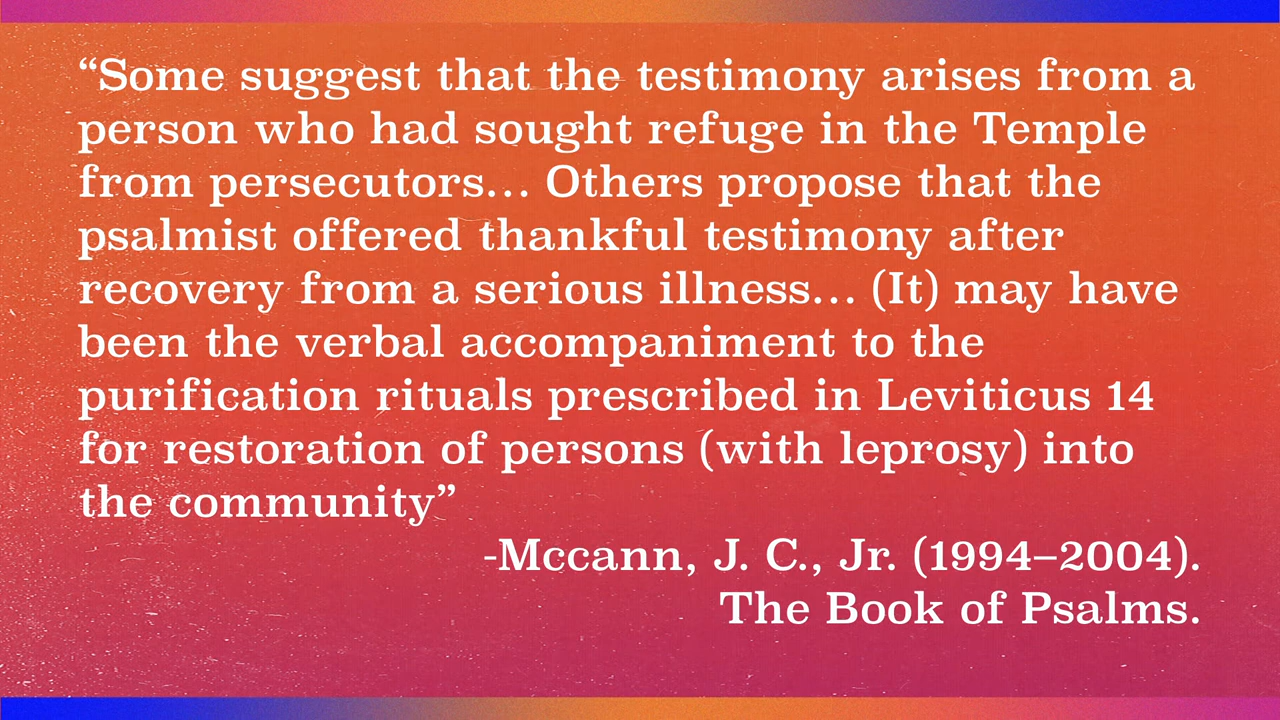 “Some suggest that the testimony arises from a
person who had sought refuge in the Temple
from persecutors… Others propose that the
psalmist offered thankful testimony after
recovery from a serious illness… (It) may have
been the verbal accompaniment to the
purification rituals prescribed in Leviticus 14
for restoration of persons (with leprosy) into
the community”
-Mccann, J. C., Jr. (1994–2004).
The Book of Psalms.